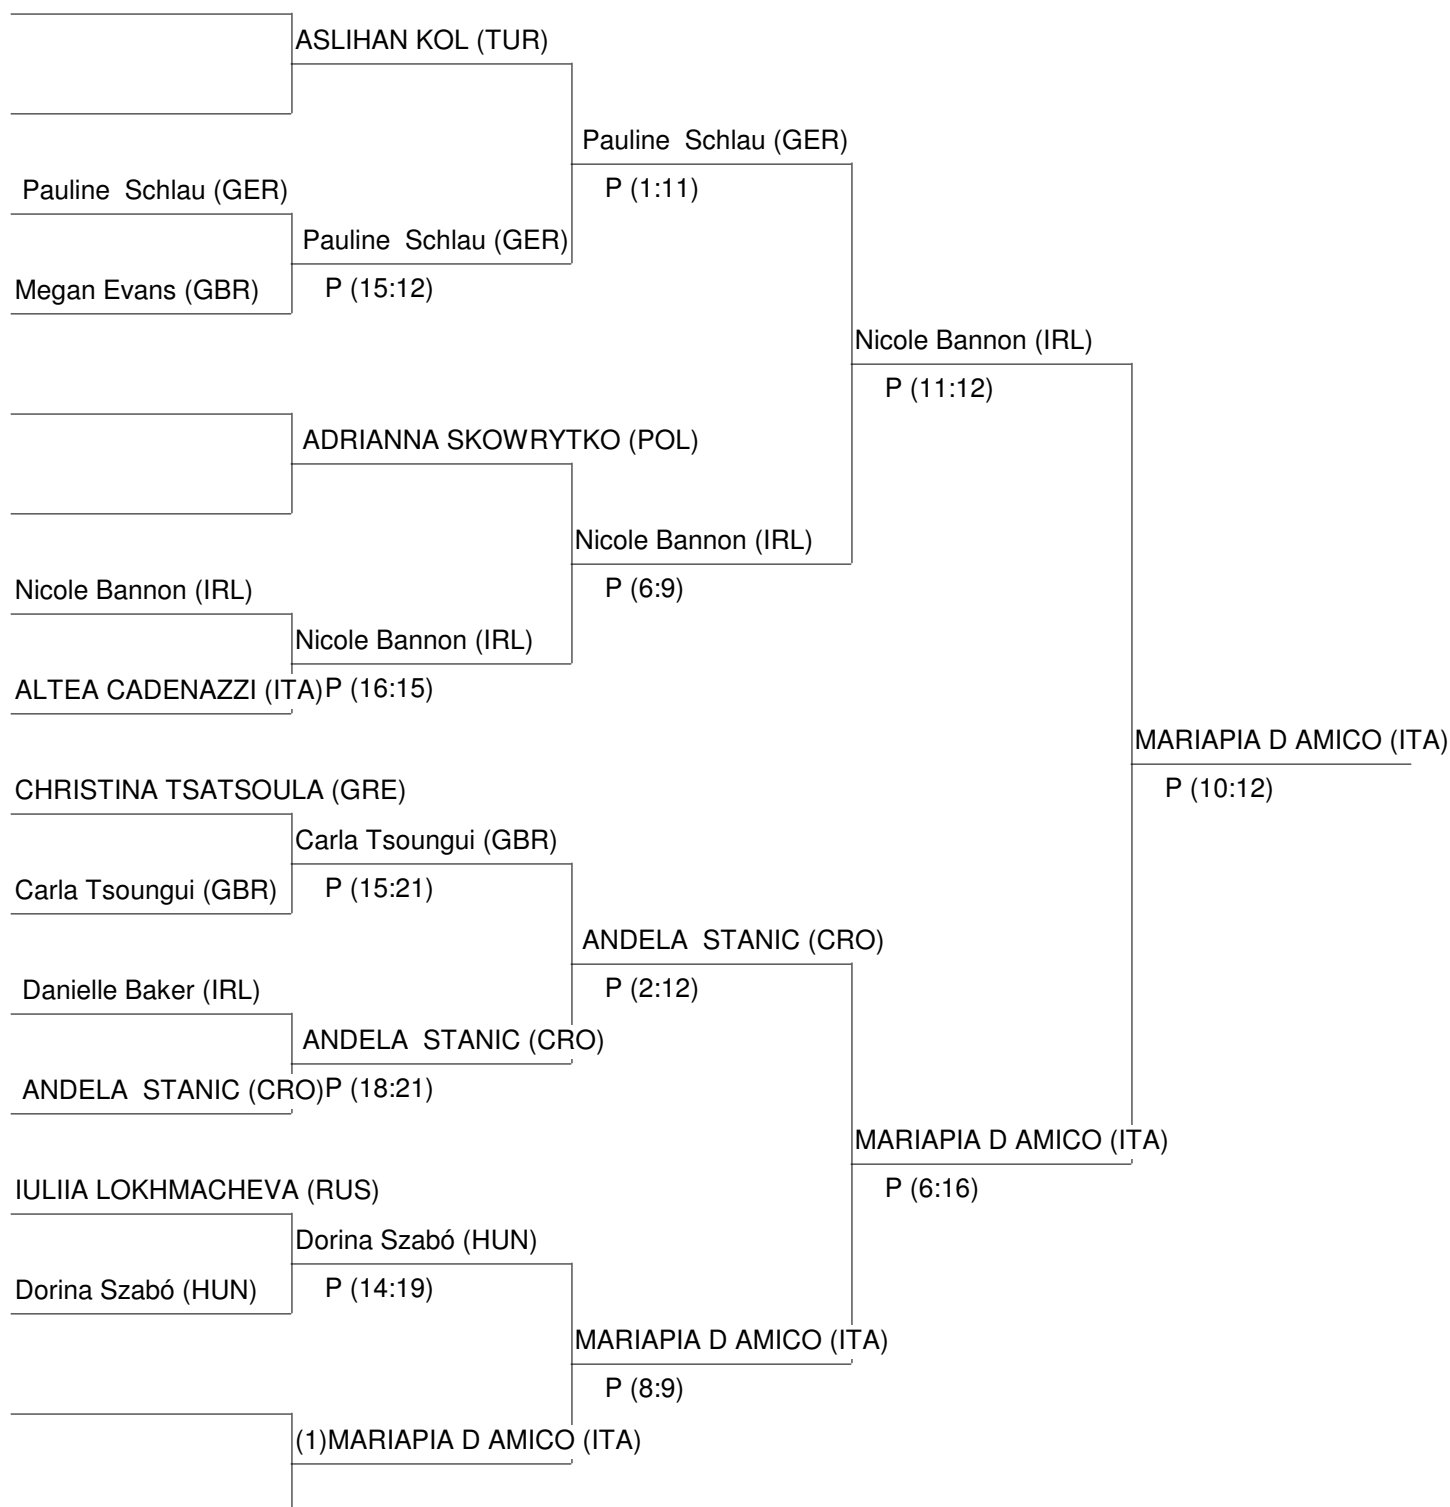 ASLIHAN KOL (TUR)
Pauline  Schlau (GER)
P (1:11)
Pauline  Schlau (GER)
Pauline  Schlau (GER)
Megan Evans (GBR)
P (15:12)
Nicole Bannon (IRL)
P (11:12)
ADRIANNA SKOWRYTKO (POL)
Nicole Bannon (IRL)
Nicole Bannon (IRL)
P (6:9)
Nicole Bannon (IRL)
ALTEA CADENAZZI (ITA)
P (16:15)
MARIAPIA D AMICO (ITA)
CHRISTINA TSATSOULA (GRE)
P (10:12)
Carla Tsoungui (GBR)
Carla Tsoungui (GBR)
P (15:21)
ANDELA  STANIC (CRO)
Danielle Baker (IRL)
P (2:12)
ANDELA  STANIC (CRO)
ANDELA  STANIC (CRO)
P (18:21)
MARIAPIA D AMICO (ITA)
IULIIA LOKHMACHEVA (RUS)
P (6:16)
Dorina Szabó (HUN)
Dorina Szabó (HUN)
P (14:19)
MARIAPIA D AMICO (ITA)
P (8:9)
(1)MARIAPIA D AMICO (ITA)